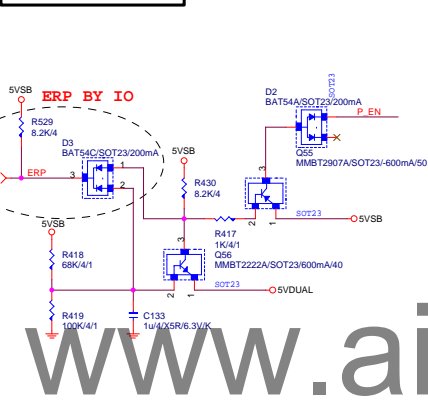 5VSB
ERP BY IO
R529
8.2K/4
D3
BAT54C/SOT23/200mA
ERP
3
1
2
D2
BAT54A/SOT23/200mA
SOT23
P_EN
Q55
MMBT2907A/SOT23/-600mA/50
3
2
1
SOT23
5VSB
5VSB
R430
8.2K/4
R417
1K/4/1
Q56
MMBT2222A/SOT23/600mA/40
3
2
1
SOT23
5VDUAL
5VSB
R418
68K/4/1
R419
100K/4/1
C133
1u/4/X5R/6.3V/K
www.ai